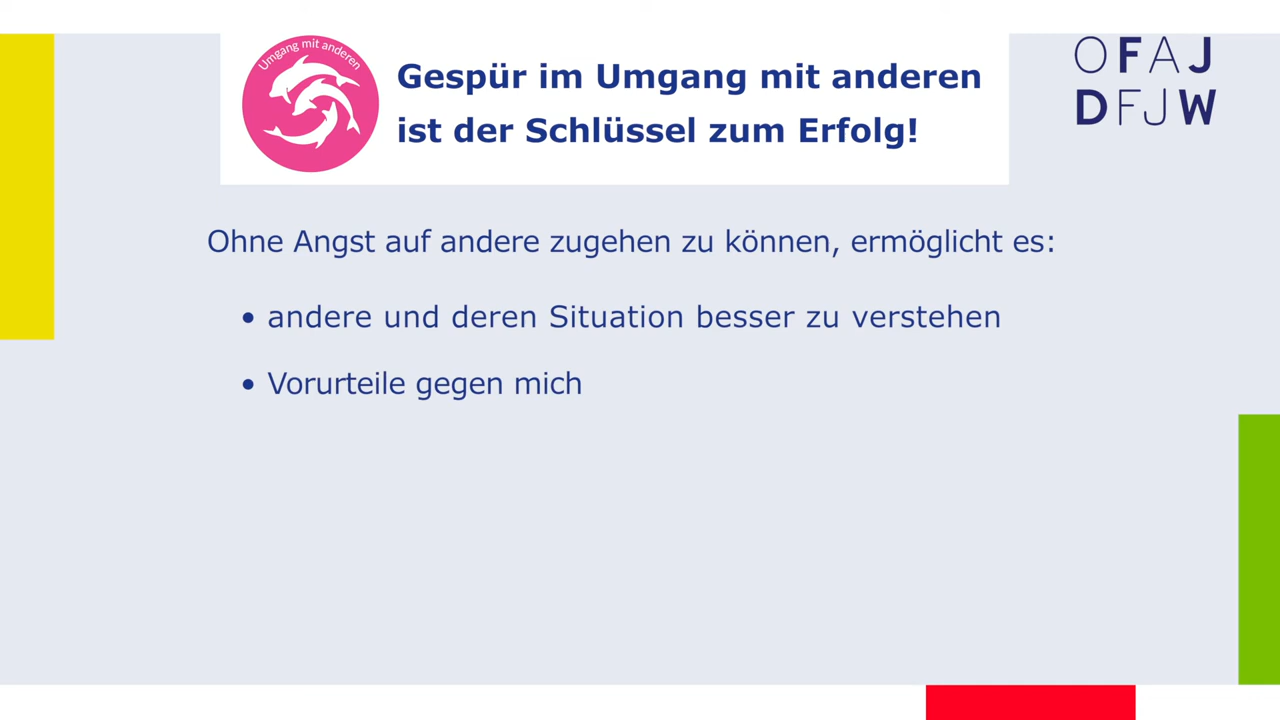 Umgang mit anderen
Gespür im Umgang mit anderen
ist der Schlüssel zum Erfolg!
OFAJ
DFJW
Ohne Angst auf andere zugehen zu können, ermöglicht es:
• andere und deren Situation besser zu verstehen
• Vorurteile gegen mich